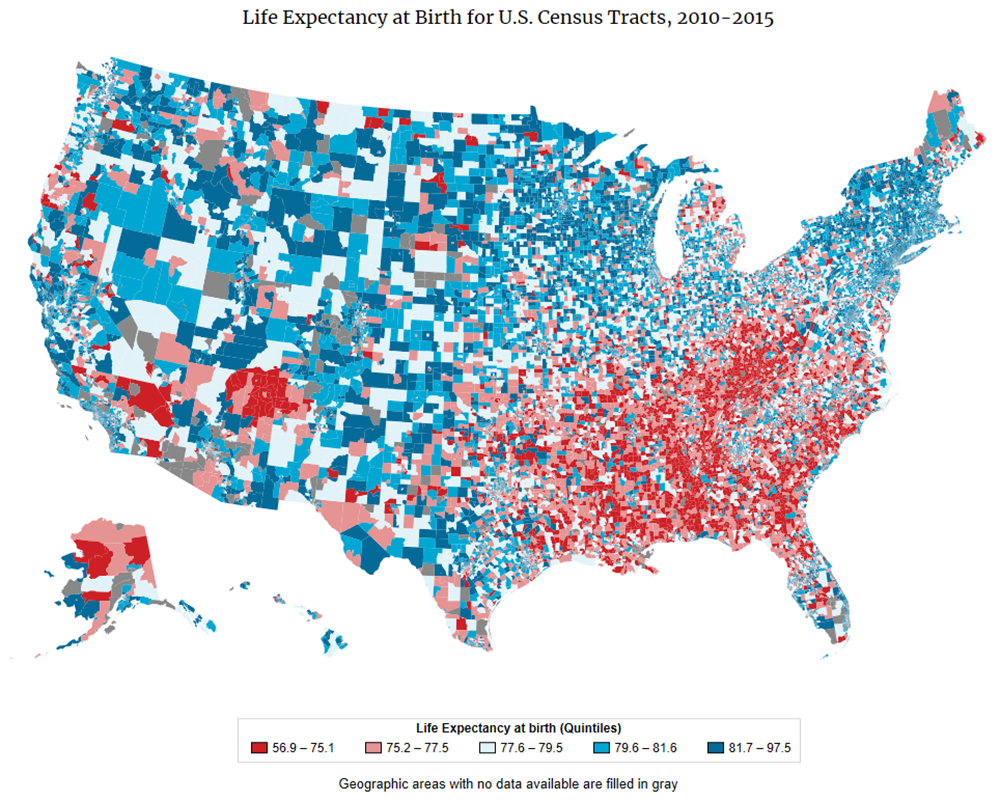 Life Expectancy at Birth for U.S. Census Tracts, 2010-2015
Life Expectancy at birth (Quintiles)
56.9 – 75.1 75.2 – 77.5 77.6 – 79.5 79.6 – 81.6 81.7 – 97.5
Geographic areas with no data available are filled in gray